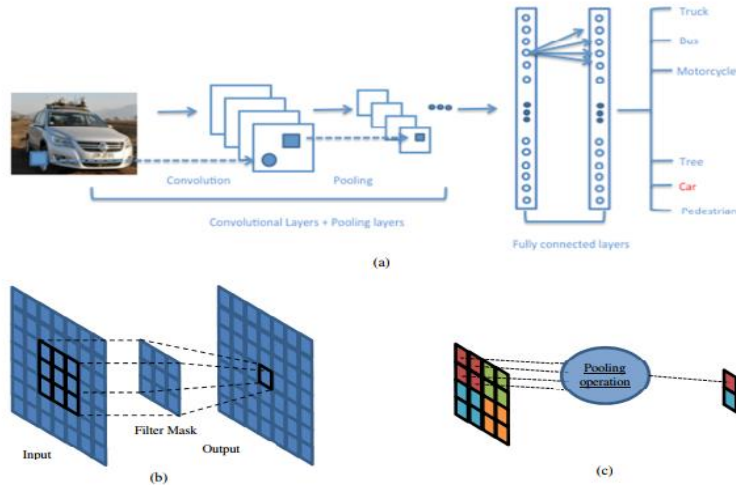 Truck
Bus
Motorcycle
Tree
Car
Pedestrian
Convolution
Pooling
Convolutional Layers + Pooling layers
Fully connected layers
(a)
Input
Filter Mask
Output
(b)
Pooling
operation
(c)